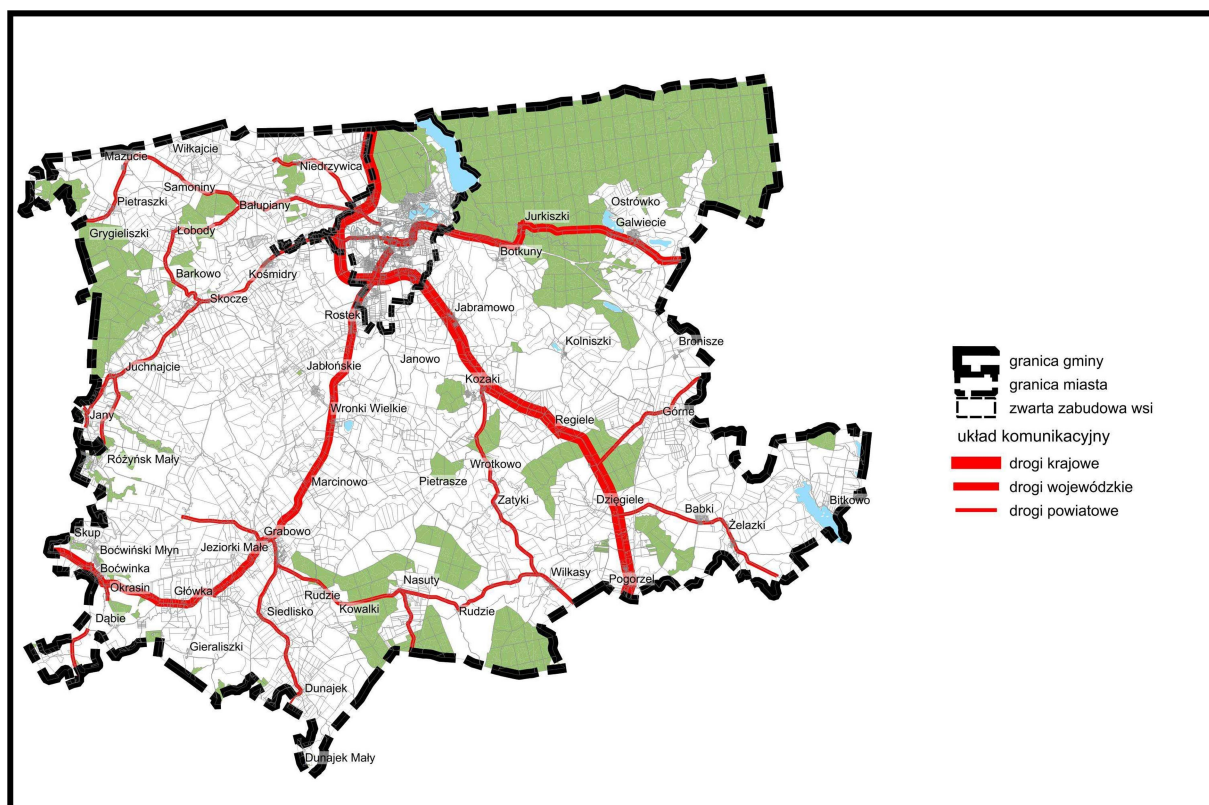 Mazucie
Wiłkajcie
Niedrzywica
Samoniny
Pietraszki
Bałupiany
Grygieliszki
Łobody
Barkowo
Kośmidry
Skocze
Ostrówko
Jurkiszki
Galwiecie
Botkuny
Rostek
Jabramowo
Kolniszki
Bronisze
Juchnajcie
Jabłońskie
Janowo
Kozaki
Jany
Wronki Wielkie
Regiele
Górne
Różyńsk Mały
Wrotkowo
Marcinowo
Pietrasze
Zatyki
Dzięgiele
Babki
Bitkowo
Żelazki
Skup
Grabowo
Boćwiński Młyn
Jeziorki Małe
Boćwinka
Okrasin
Główka
Rudzie
Nasuty
Wilkasy
Pogorzel
Kowalki
Rudzie
Siedlisko
Dąbie
Gieraliszki
Dunajek
Dunajek Mały
granica gminy
granica miasta
zwarta zabudowa wsi
układ komunikacyjny
drogi krajowe
drogi wojewódzkie
drogi powiatowe